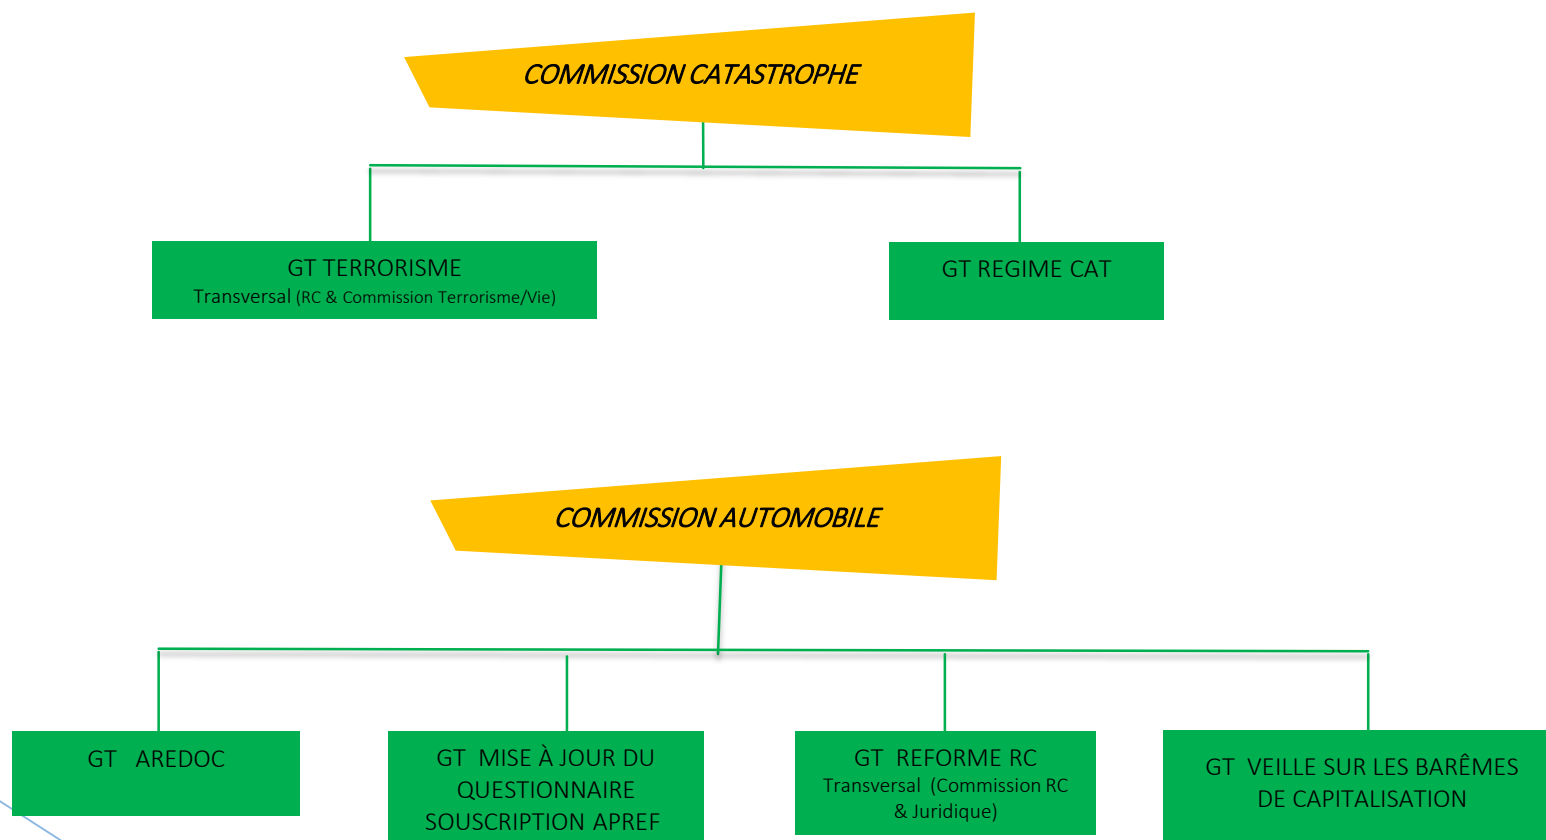 COMMISSION CATASTROPHE
GT TERRORISME
Transversal (RC & Commission Terrorisme/Vie)
GT REGIME CAT
COMMISSION AUTOMOBILE
GT AREDOC
GT MISE À JOUR DU
QUESTIONNAIRE
SOUSCRIPTION APREF
GT REFORME RC
Transversal (Commission RC
& Juridique)
GT VEILLE SUR LES BARÊMES
DE CAPITALISATION